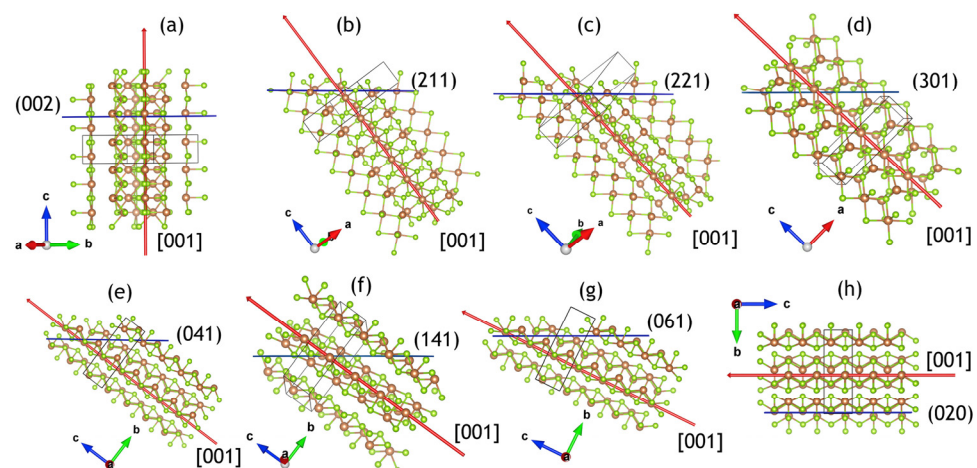 (a)
(002)
c
a
b
[001]
(b)
(211)
c
a
[001]
(c)
(221)
c
b
a
[001]
(d)
(301)
c
a
[001]
(e)
(041)
b
c
a
[001]
(f)
(141)
b
c
a
[001]
(g)
(061)
b
c
a
[001]
(h)
a
c
b
[001]
(020)